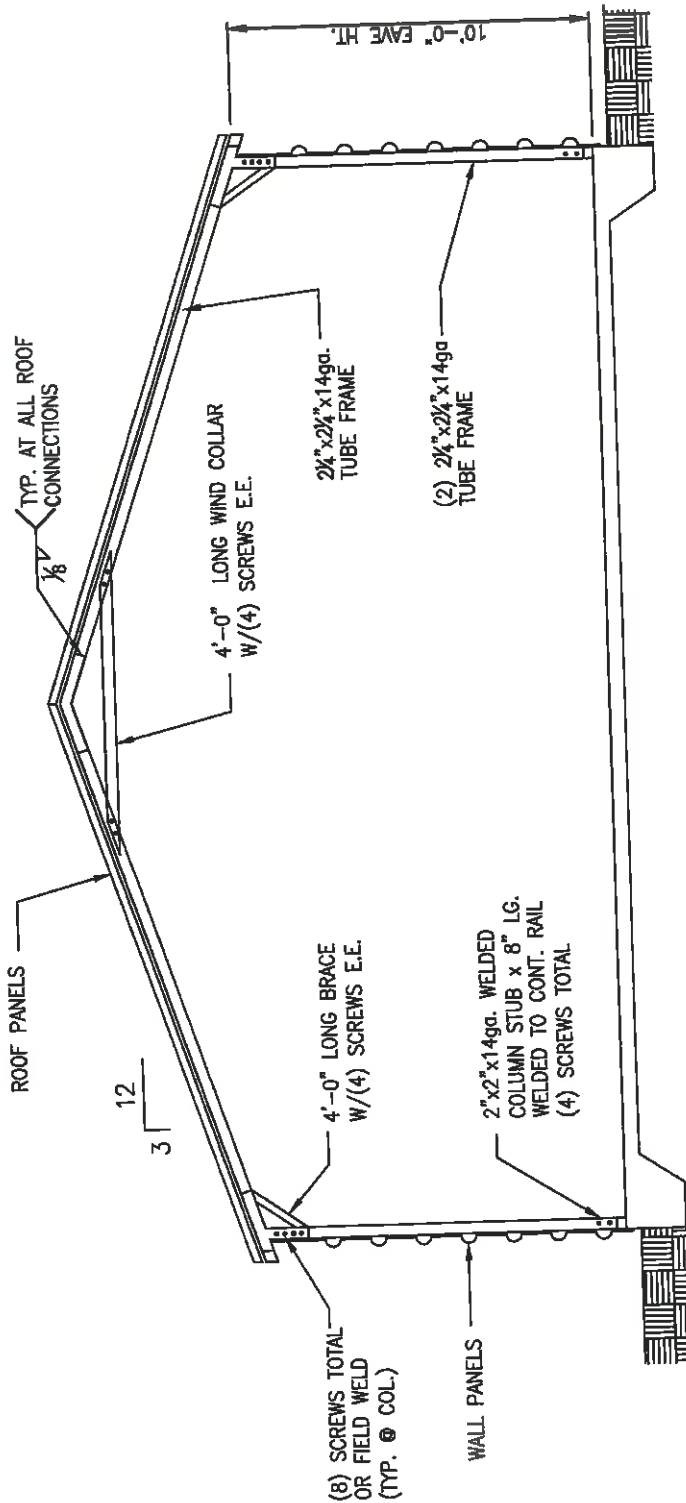 ROOF PANELS
12
3
TYP. AT ALL ROOF
CONNECTIONS
1/8
4'-0" LONG WIND COLLAR
W/(4) SCREWS E.E.
2¼"x2¼"x14ga.
TUBE FRAME
(2) 2¼"x2¼"x14ga
TUBE FRAME
10'-0" EAVE HT.
4'-0" LONG BRACE
W/(4) SCREWS E.E.
2"x2"x14ga. WELDED
COLUMN STUB x 8" LG.
WELDED TO CONT. RAIL
(4) SCREWS TOTAL
(8) SCREWS TOTAL
OR FIELD WELD
(TYP. @ COL.)
WALL PANELS